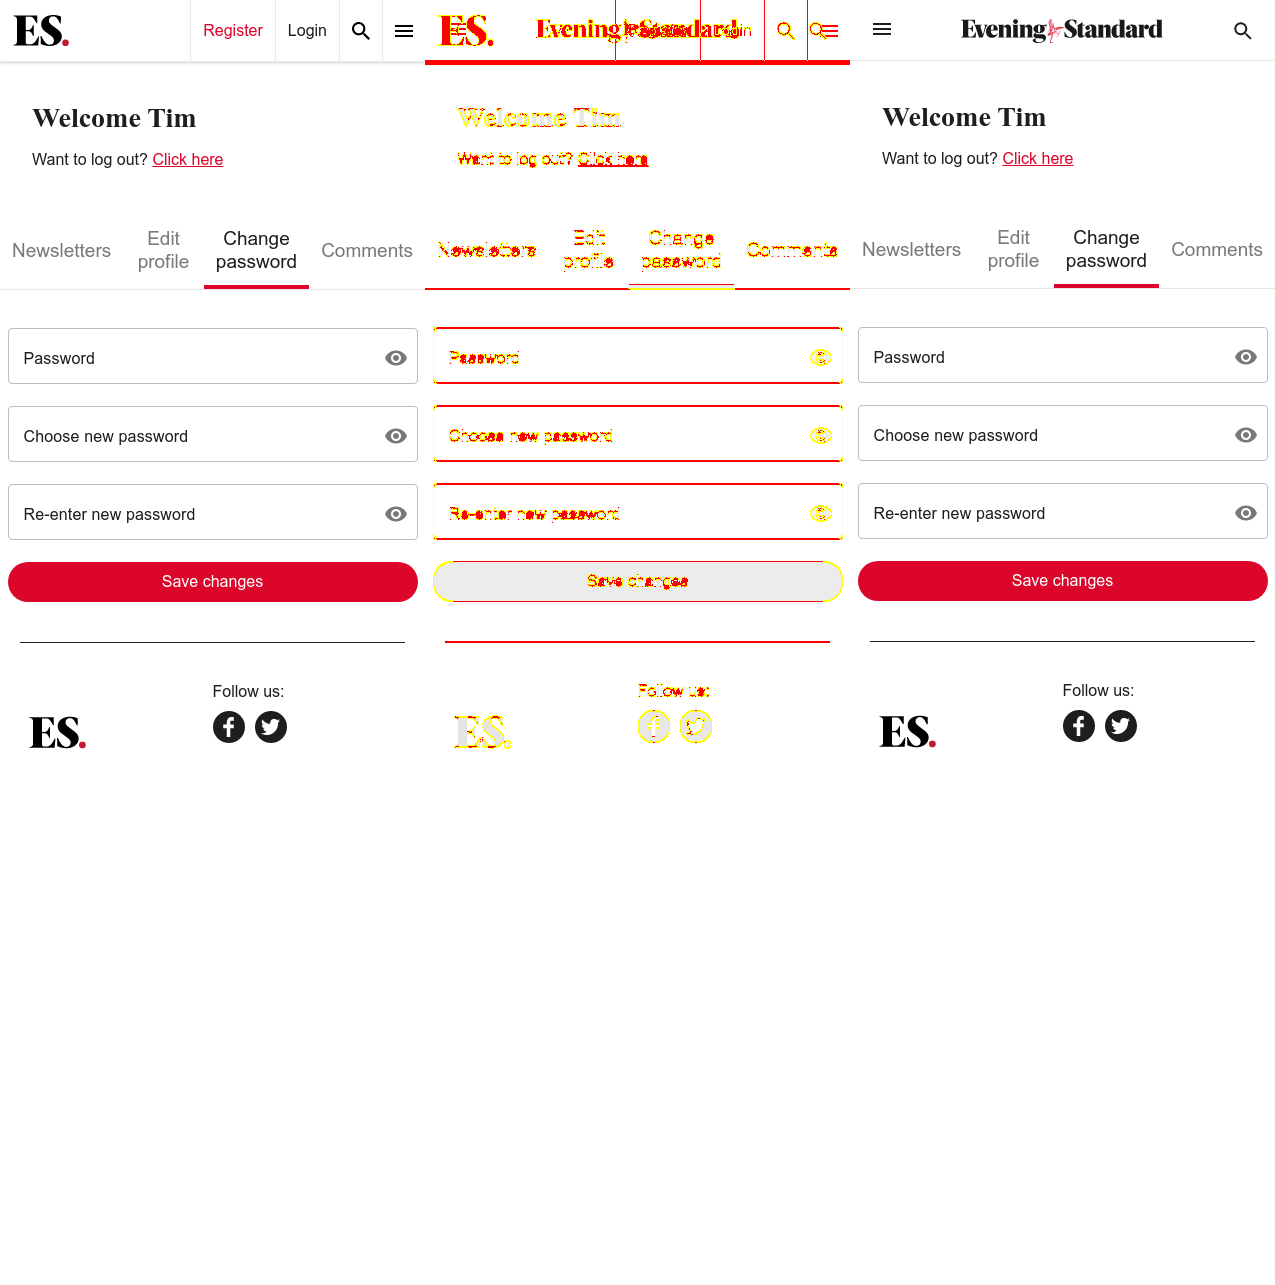 ES.
Register
Login
Welcome Tim
Want to log out? Click here
Newsletters
Edit profile
Change password
Comments
Password
Choose new password
Re-enter new password
Save changes
Follow us:
ES.
ES.
Evening Standard
Login
Welcome Tim
Want to log out? Click here
Newsletters
Edit profile
Change password
Comments
Password
Choose new password
Re-enter new password
Save changes
Follow us:
ES.
Evening Standard
Welcome Tim
Want to log out? Click here
Newsletters
Edit profile
Change password
Comments
Password
Choose new password
Re-enter new password
Save changes
Follow us:
ES.